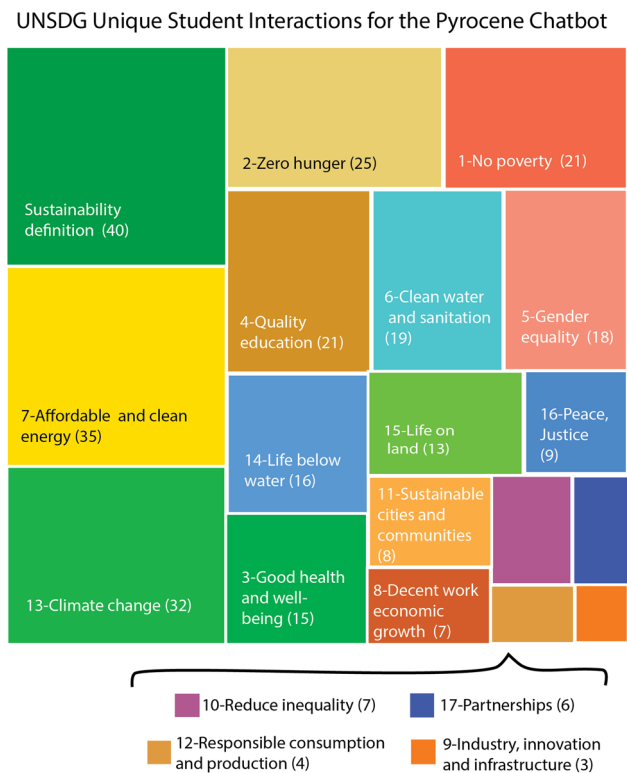 UNSDG Unique Student Interactions for the Pyrocene Chatbot
Sustainability
definition (40)
2-Zero hunger (25)
1-No poverty (21)
4-Quality
education (21)
6-Clean water
and sanitation
(19)
5-Gender
equality (18)
7-Affordable and clean
energy (35)
14-Life below
water (16)
15-Life on
land (13)
16-Peace,
Justice
(9)
11-Sustainable
cities and
communities
(8)
13-Climate change (32)
3-Good health
and well-
being (15)
8-Decent work
economic
growth (7)
10-Reduce inequality (7)
17-Partnerships (6)
12-Responsible consumption
and production (4)
9-Industry, innovation
and infrastructure (3)